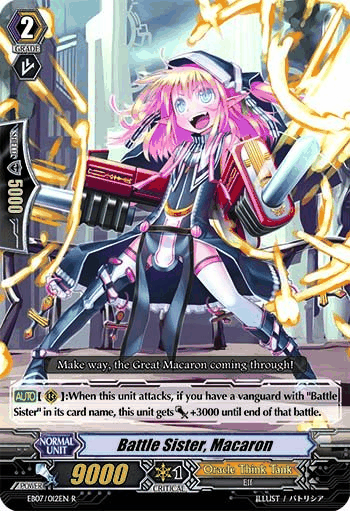 2
GRADE
SHIELD
5000
Make way, the Great Macaron coming through!
AUTO [ ]:When this unit attacks, if you have a vanguard with "Battle
Sister" in its card name, this unit gets +3000 until end of that battle.
NORMAL
UNIT
Battle Sister, Macaron
POWER
9000
1
CRITICAL
Oracle Think Tank
Elf
EB07/012EN R
ILLUST / パトリシア